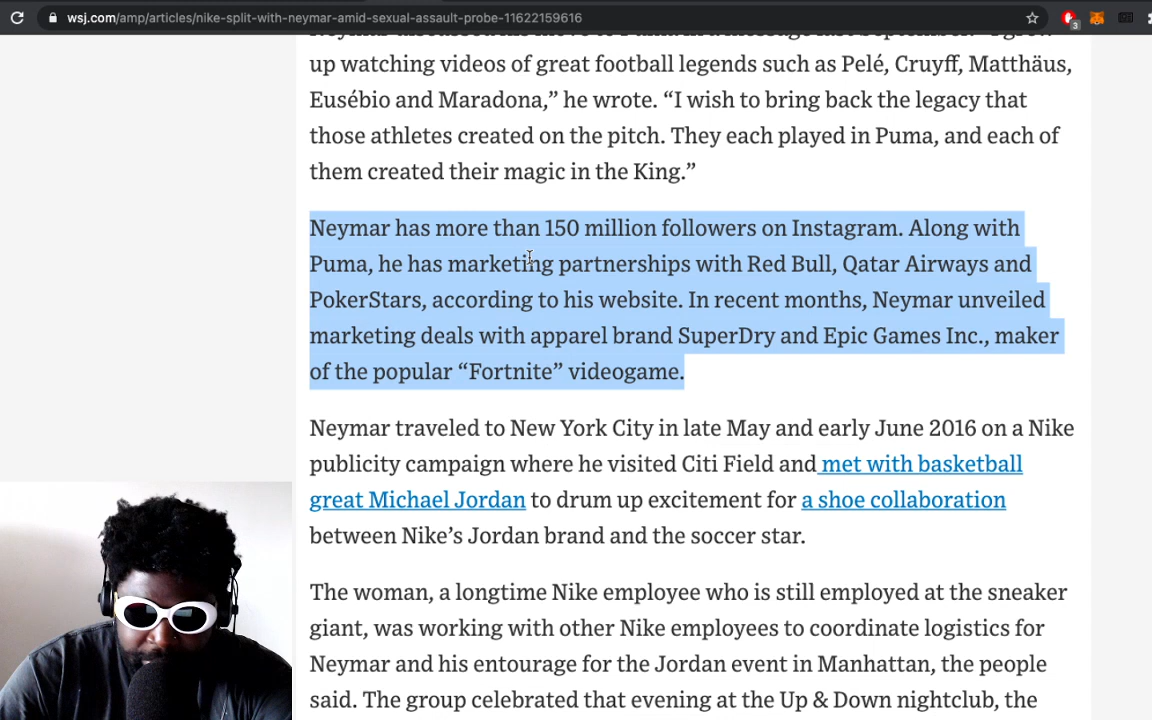 wsj.com/amp/articles/nike-split-with-neymar-amid-sexual-assault-probe-11622159616
3
up watching videos of great football legends such as Pelé, Cruyff, Matthäus,
Eusébio and Maradona,” he wrote. “I wish to bring back the legacy that
those athletes created on the pitch. They each played in Puma, and each of
them created their magic in the King.”
Neymar has more than 150 million followers on Instagram. Along with
Puma, he has marketing partnerships with Red Bull, Qatar Airways and
PokerStars, according to his website. In recent months, Neymar unveiled
marketing deals with apparel brand SuperDry and Epic Games Inc., maker
of the popular “Fortnite” videogame.
Neymar traveled to New York City in late May and early June 2016 on a Nike
publicity campaign where he visited Citi Field and met with basketball
great Michael Jordan to drum up excitement for a shoe collaboration
between Nike’s Jordan brand and the soccer star.
The woman, a longtime Nike employee who is still employed at the sneaker
giant, was working with other Nike employees to coordinate logistics for
Neymar and his entourage for the Jordan event in Manhattan, the people
said. The group celebrated that evening at the Up & Down nightclub, the